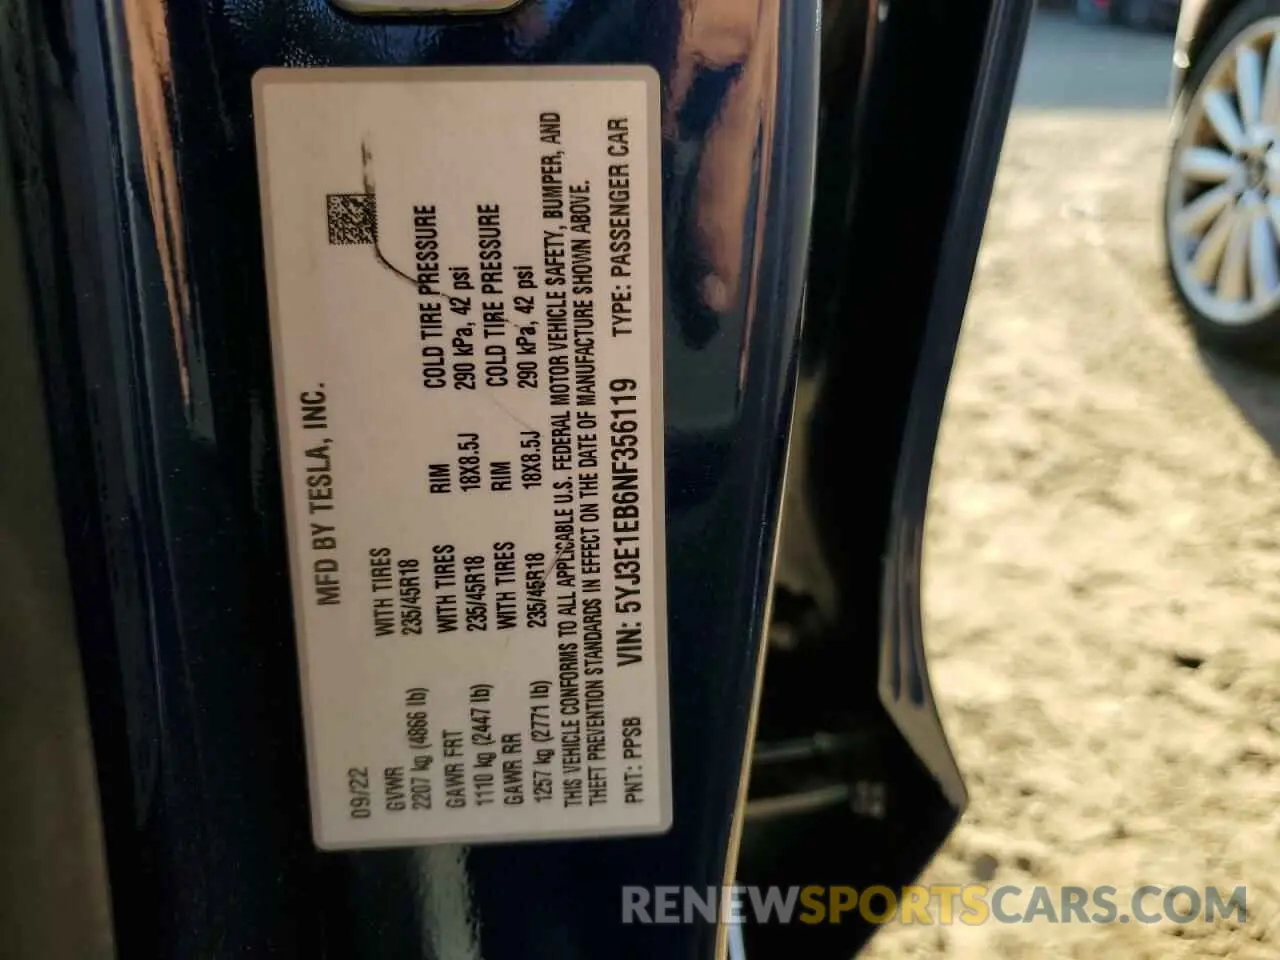 MFD BY TESLA, INC.
09/22
GVWR WITH TIRES
2207 kg (4866 lb) 235/45R18
GAWR FRT WITH TIRES RIM COLD TIRE PRESSURE
1110 kg (2447 lb) 235/45R18 18X8.5J 290 kPa, 42 psi
GAWR RR WITH TIRES RIM COLD TIRE PRESSURE
1257 kg (2771 lb) 235/45R18 18X8.5J 290 kPa, 42 psi
THIS VEHICLE CONFORMS TO ALL APPLICABLE U.S. FEDERAL MOTOR VEHICLE SAFETY, BUMPER, AND
THEFT PREVENTION STANDARDS IN EFFECT ON THE DATE OF MANUFACTURE SHOWN ABOVE.
PNT: PPSB VIN: 5YJ3E1EB6NF356119 TYPE: PASSENGER CAR
RENEWSPORTSCARS.COM